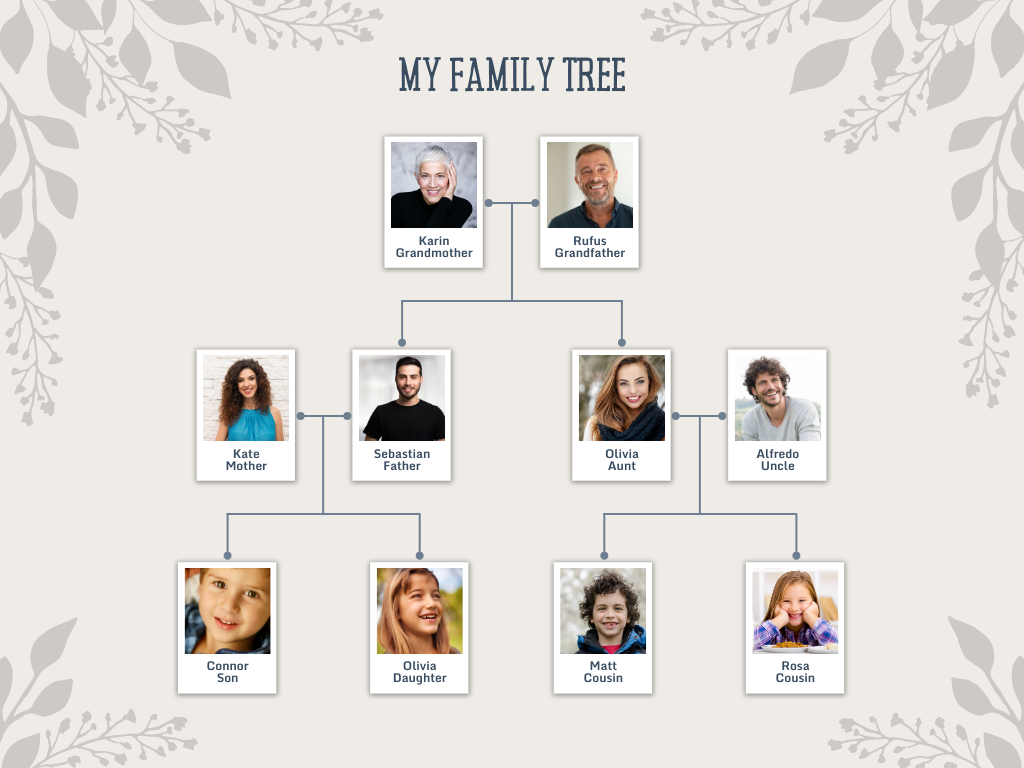 MY FAMILY TREE
Karin
Grandmother
Rufus
Grandfather
Kate
Mother
Sebastian
Father
Olivia
Aunt
Alfredo
Uncle
Connor
Son
Olivia
Daughter
Matt
Cousin
Rosa
Cousin